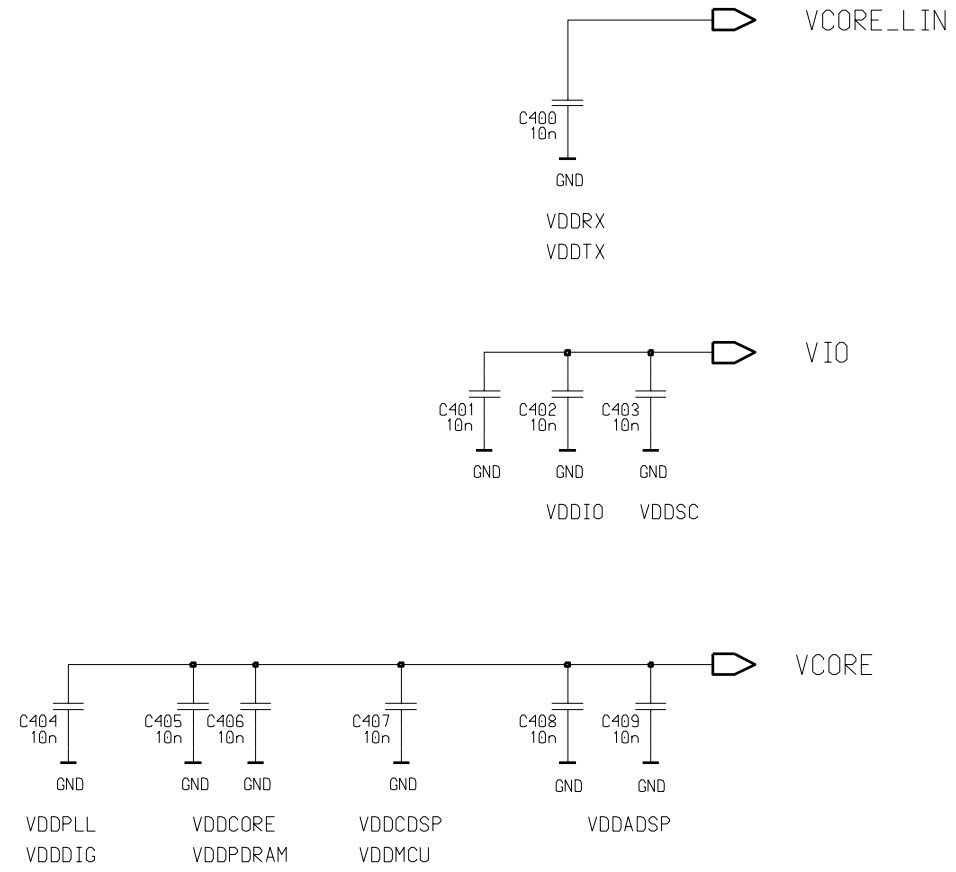 VCORE_LIN
C400
10n
GND
VDDRX
VDDTX
VIO
C401 C402 C403
10n 10n 10n
GND GND GND
VDDIO VDDSC
VCORE
C404 C405 C406 C407 C408 C409
10n 10n 10n 10n 10n 10n
GND GND GND GND GND GND
VDDPLL VDDCORE VDDCDSP VDDADSP
VDDDIG VDDPDRAM VDDMCU